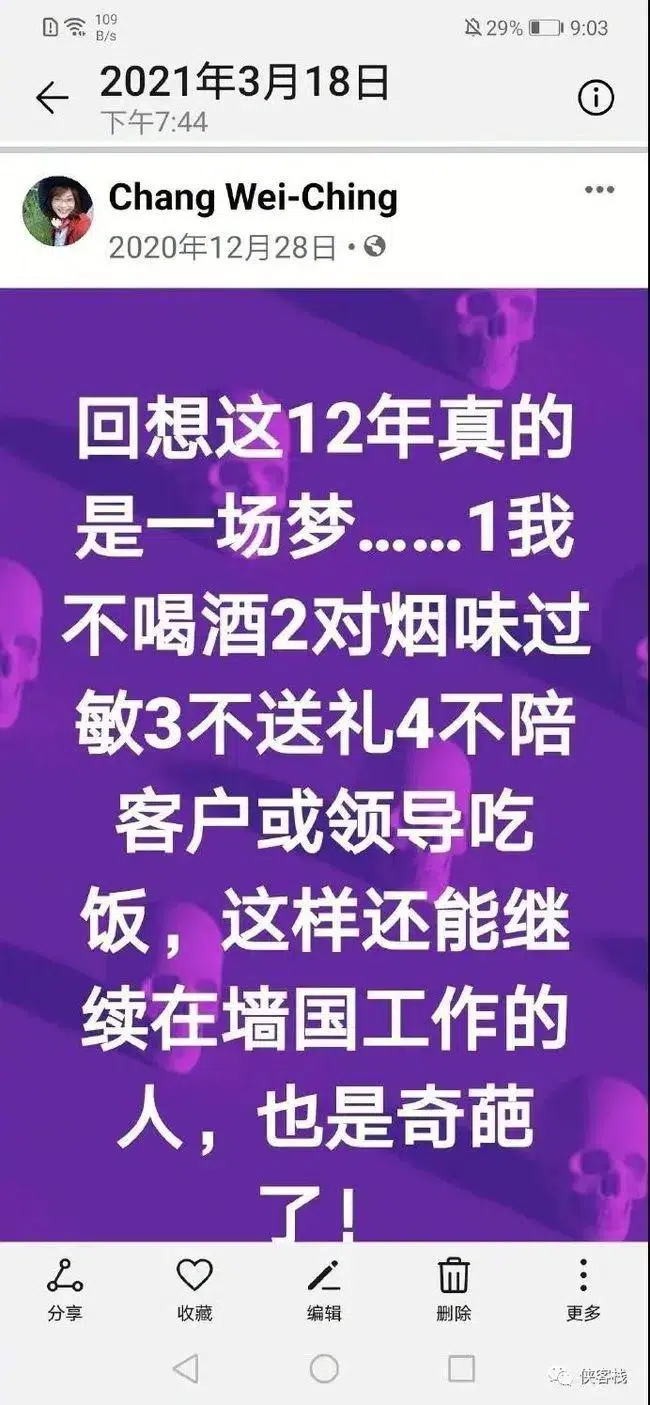 109
B/s
29%
9:03
2021年3月18日
下午7:44
Chang Wei-Ching
2020年12月28日
回想这12年真的
是一场梦……1我
不喝酒2对烟味过
敏3不送礼4不陪
客户或领导吃
饭，这样还能继
续在墙国工作的
人，也是奇葩
了！
分享
收藏
编辑
删除
更多
侠客栈